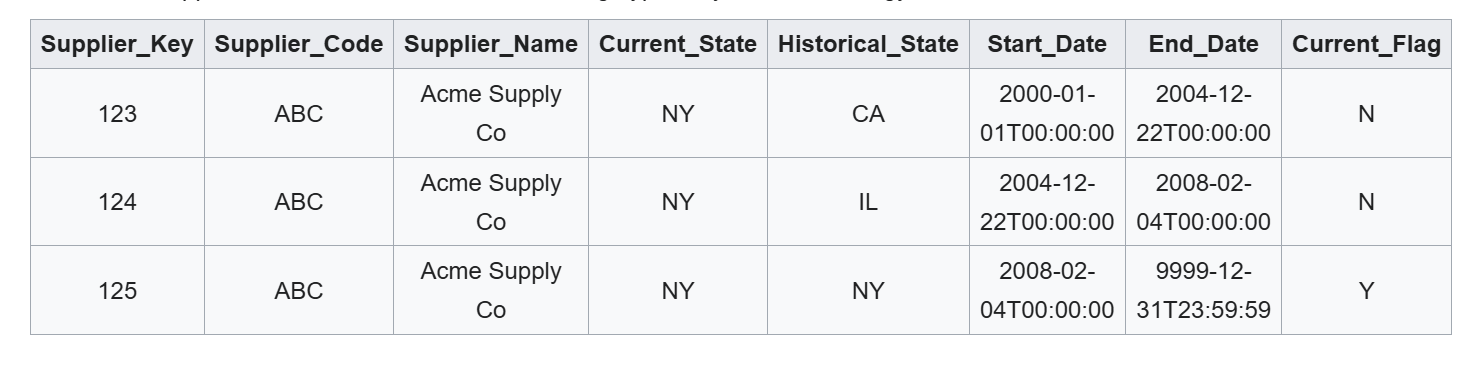 Supplier_Key Supplier_Code Supplier_Name Current_State Historical_State Start_Date End_Date Current_Flag
123 ABC Acme Supply Co NY CA 2000-01-01T00:00:00 2004-12-22T00:00:00 N
124 ABC Acme Supply Co NY IL 2004-12-22T00:00:00 2008-02-04T00:00:00 N
125 ABC Acme Supply Co NY NY 2008-02-04T00:00:00 9999-12-31T23:59:59 Y